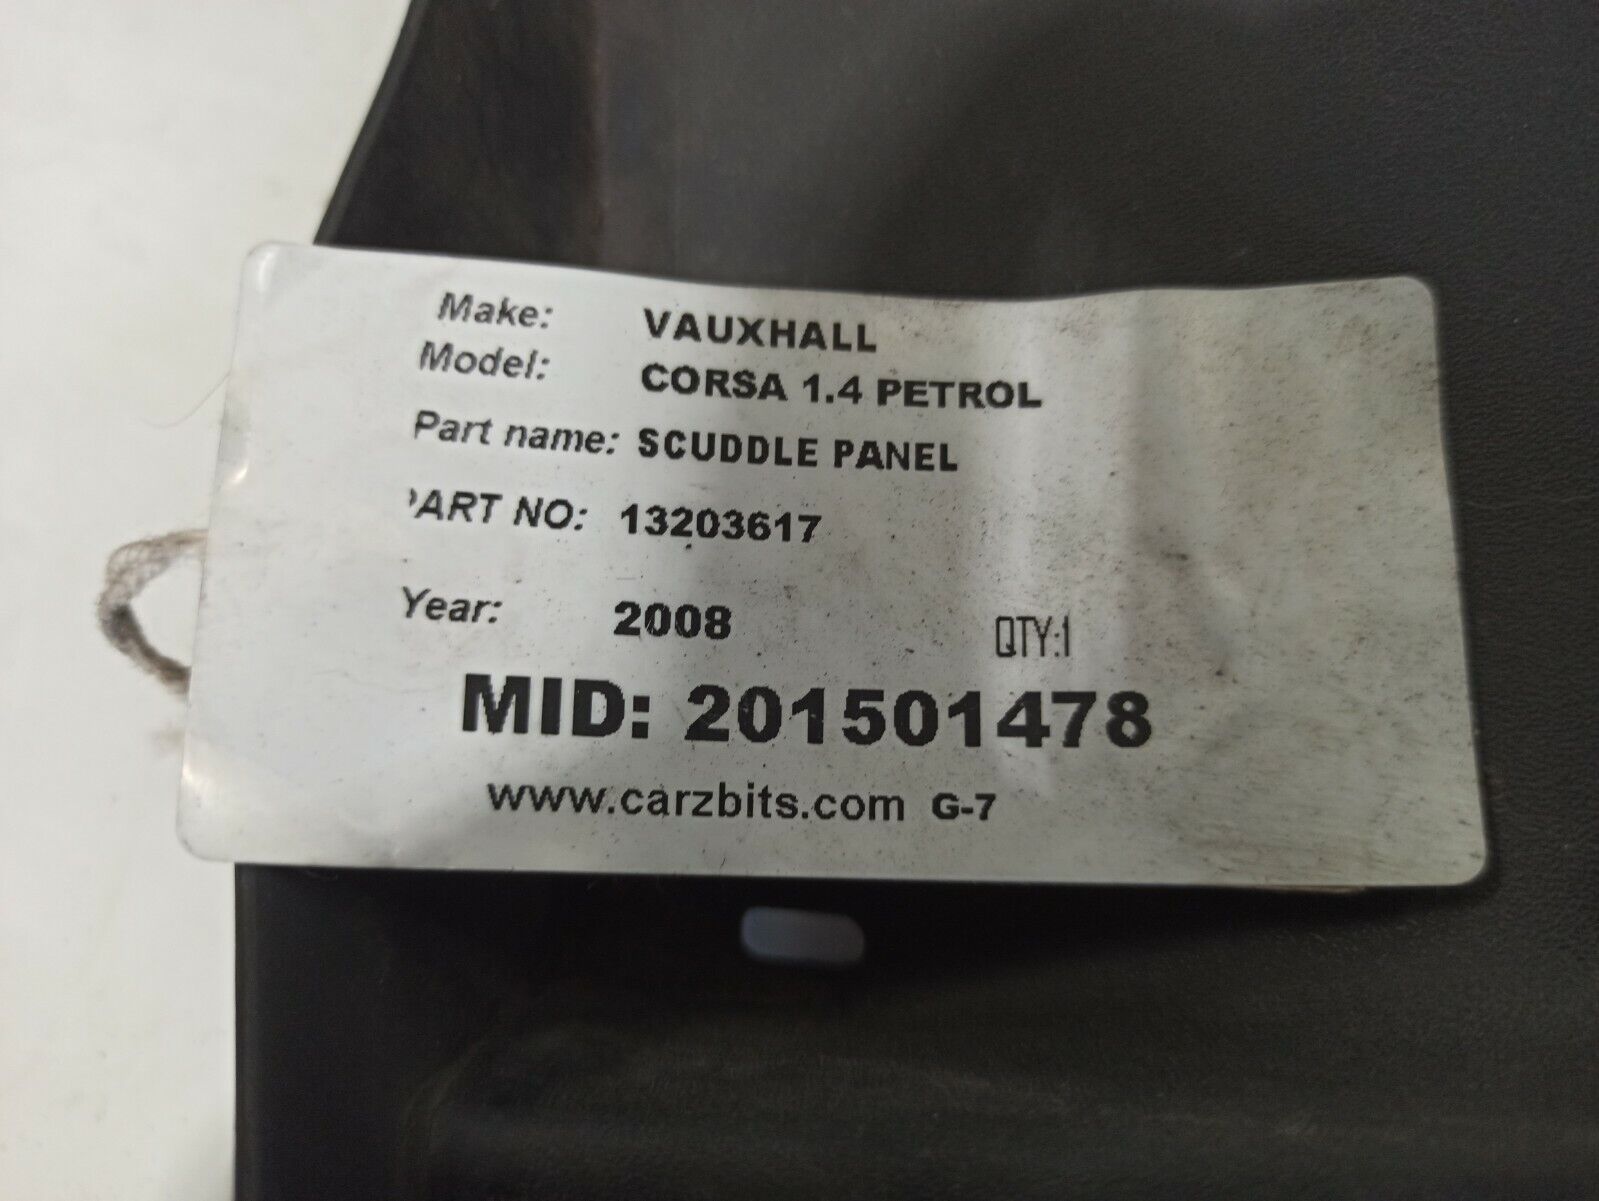 Make: VAUXHALL
Model: CORSA 1.4 PETROL
Part name: SCUDDLE PANEL
PART NO: 13203617
Year: 2008 QTY:1
MID: 201501478
www.carzbits.com G-7